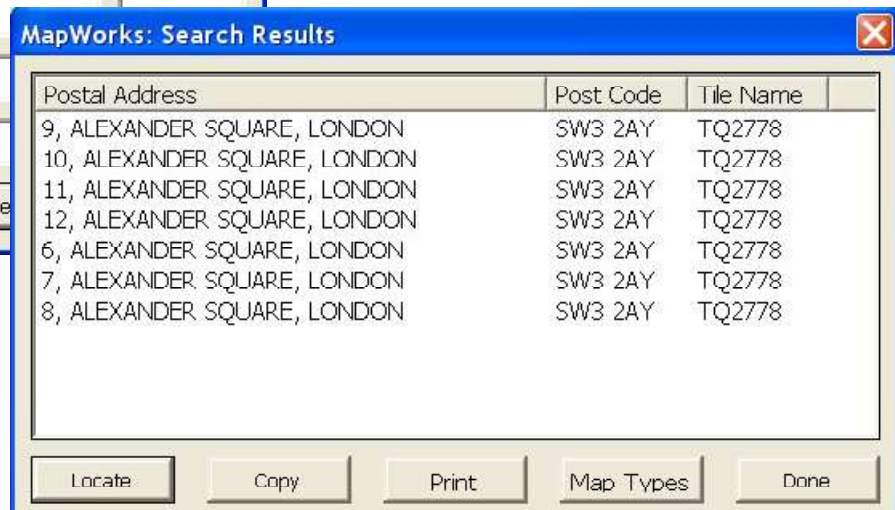 MapWorks: Search Results
Postal Address Post Code Tile Name
9, ALEXANDER SQUARE, LONDON SW3 2AY TQ2778
10, ALEXANDER SQUARE, LONDON SW3 2AY TQ2778
11, ALEXANDER SQUARE, LONDON SW3 2AY TQ2778
12, ALEXANDER SQUARE, LONDON SW3 2AY TQ2778
6, ALEXANDER SQUARE, LONDON SW3 2AY TQ2778
7, ALEXANDER SQUARE, LONDON SW3 2AY TQ2778
8, ALEXANDER SQUARE, LONDON SW3 2AY TQ2778
Locate Copy Print Map Types Done